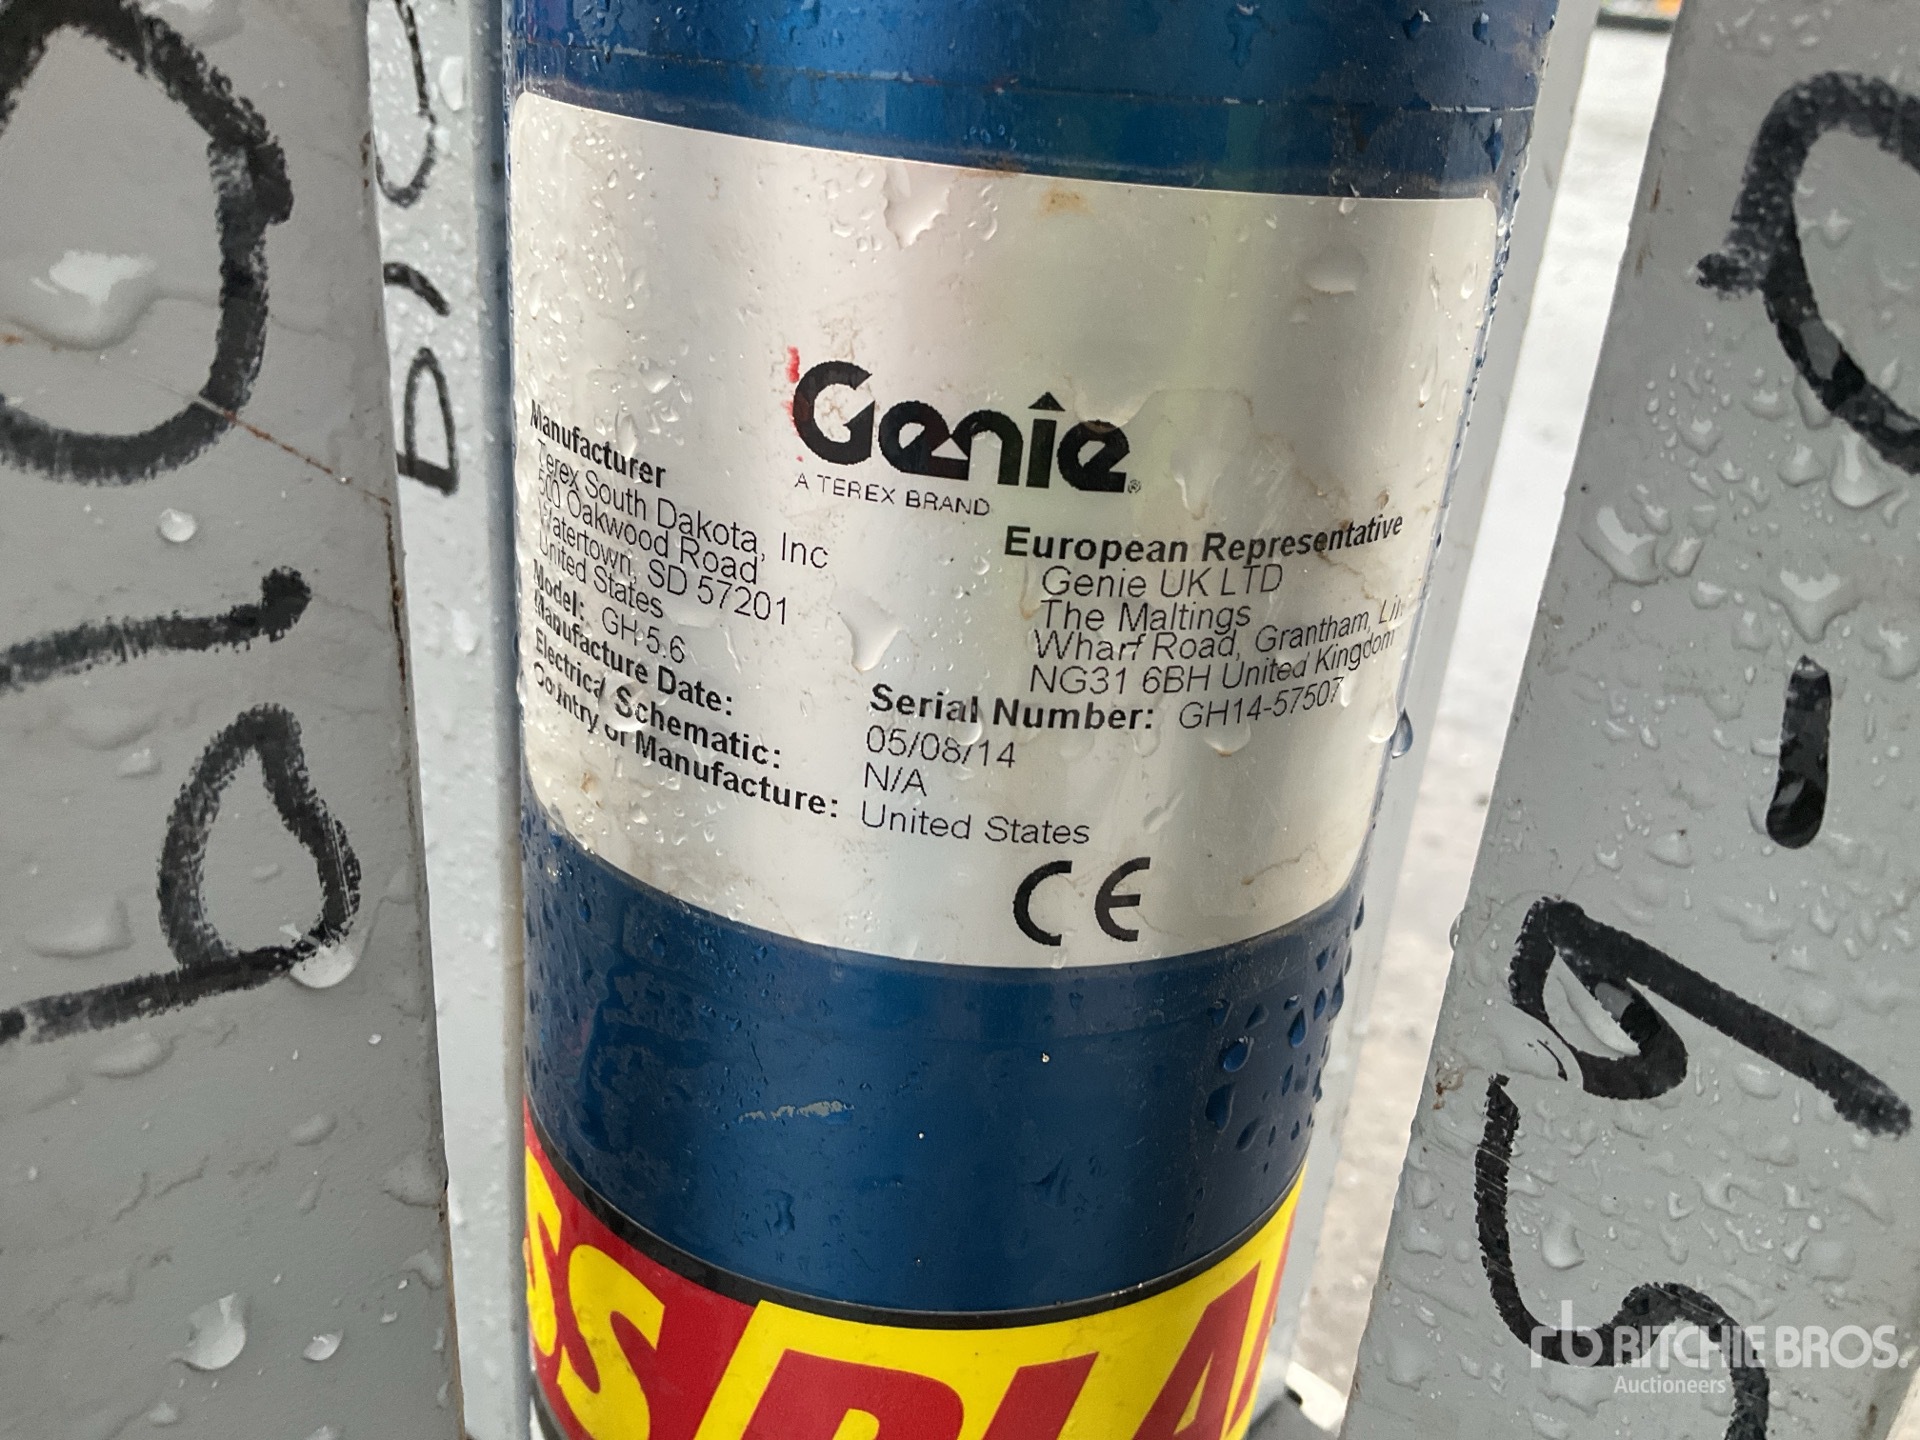 Genie®
A TEREX BRAND
Manufacturer
Terex South Dakota, Inc
500 Oakwood Road
Watertown, SD 57201
United States
Model: GH 5.6
European Representative
Genie UK LTD
The Maltings
Wharf Road, Grantham,
NG31 6BH United Kingdom
Serial Number: GH14-57507
Manufacture Date: 05/08/14
Electrical Schematic: N/A
Country of Manufacture: United States
CE
rb RITCHIE BROS.
Auctioneers